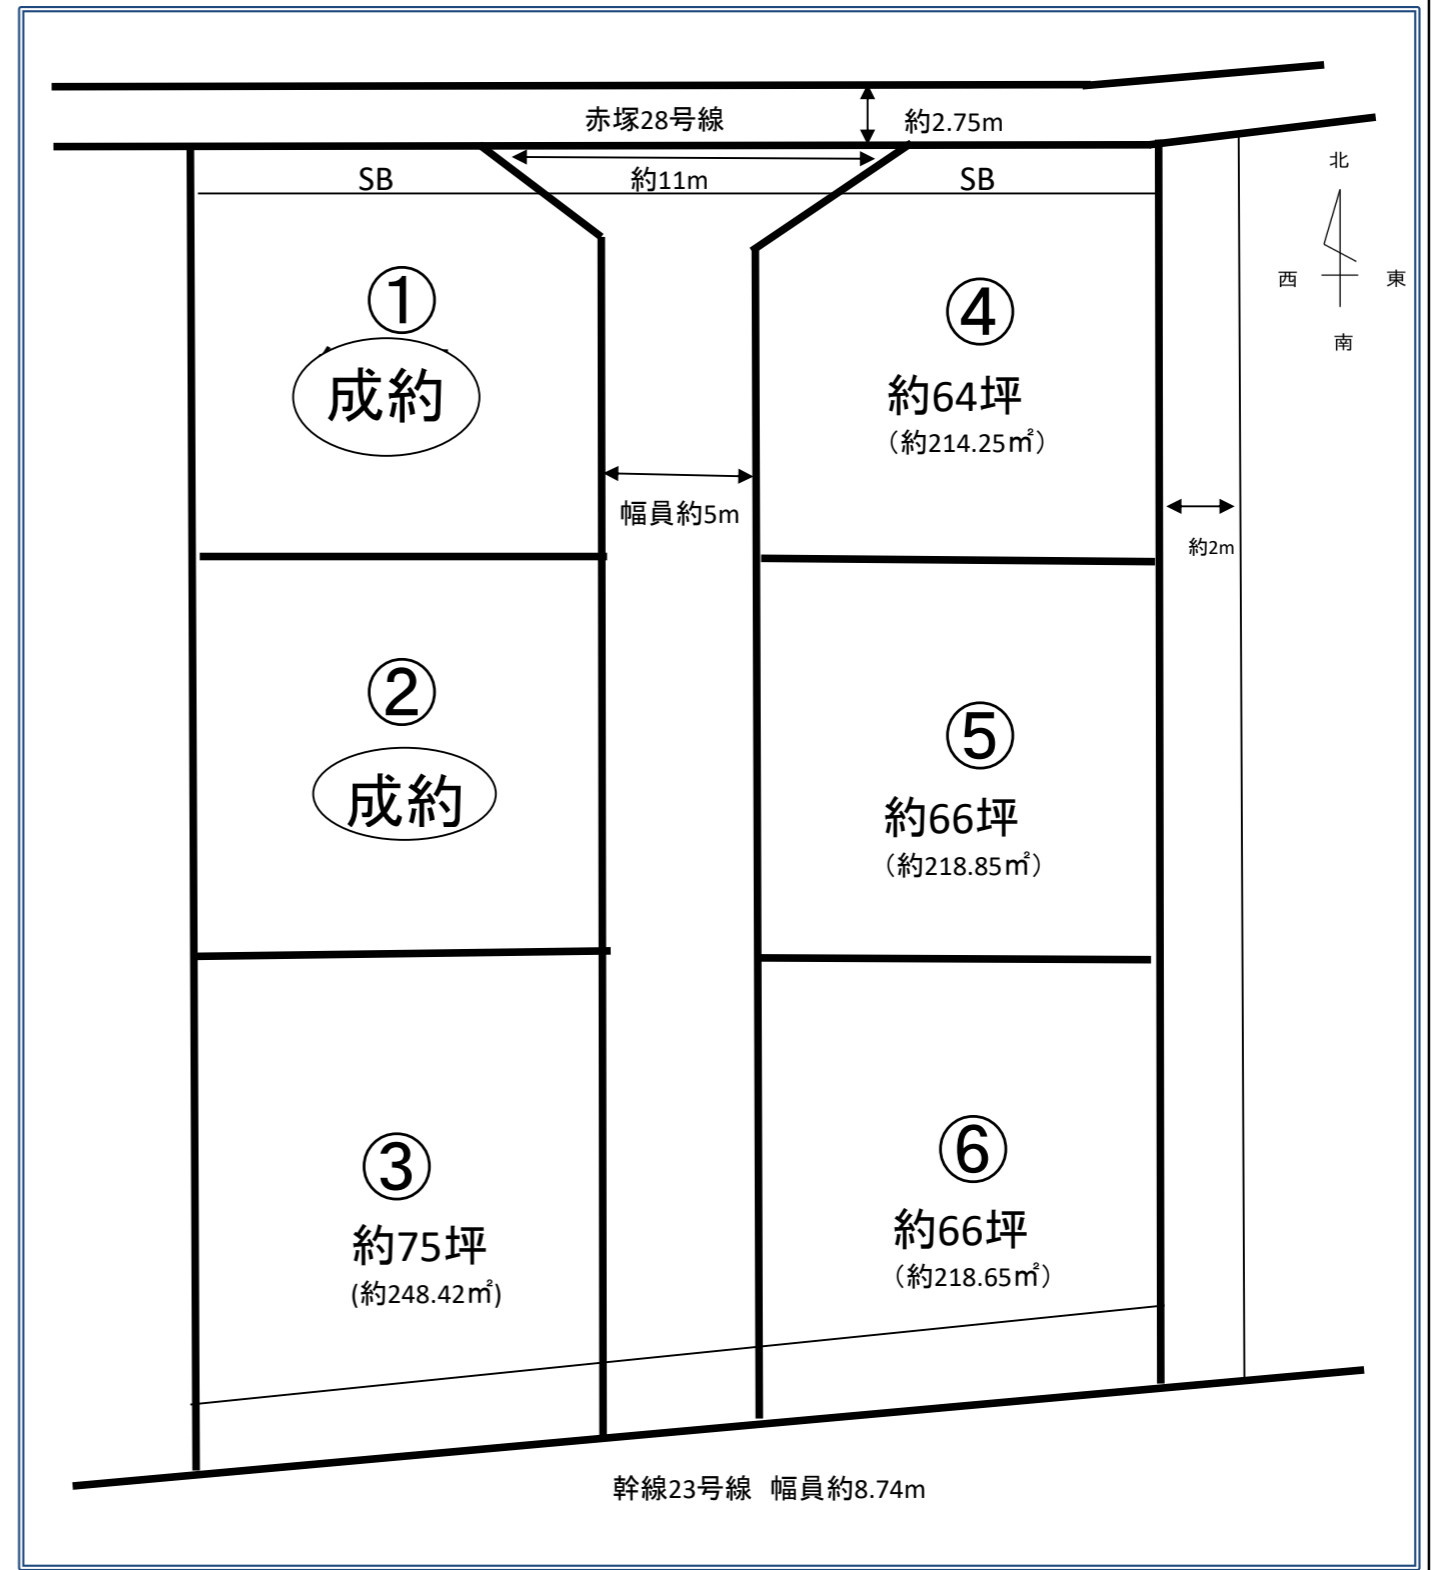 赤塚28号線
約2.75m
SB
約11m
SB
北
西
東
南
①
成約
④
約64坪
（約214.25㎡）
幅員約5m
約2m
②
成約
⑤
約66坪
（約218.85㎡）
③
約75坪
(約248.42㎡)
⑥
約66坪
（約218.65㎡）
幹線23号線 幅員約8.74m